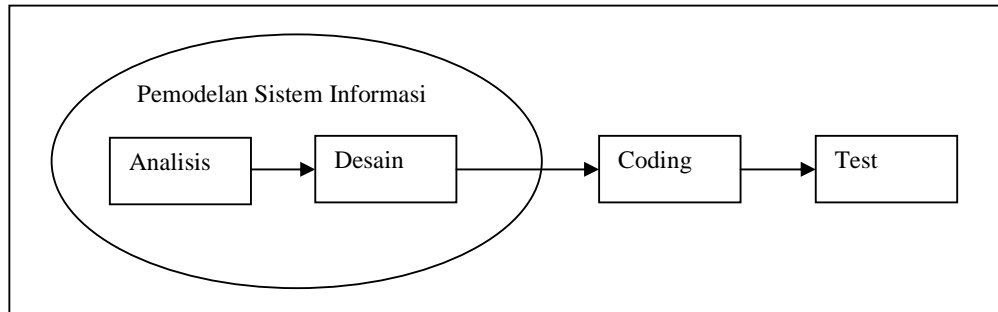 Pemodelan Sistem Informasi
Analisis
Desain
Coding
Test